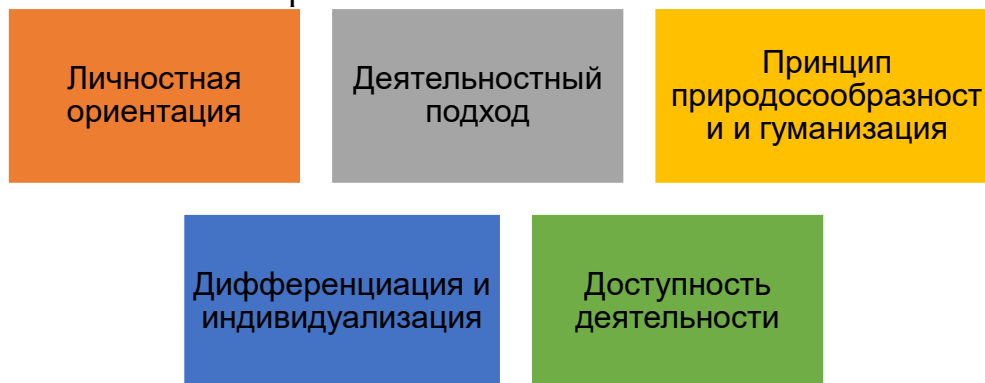 Личностная
ориентация
Деятельностный
подход
Принцип
природосообразност
и и гуманизация
Дифференциация и
индивидуализация
Доступность
деятельности